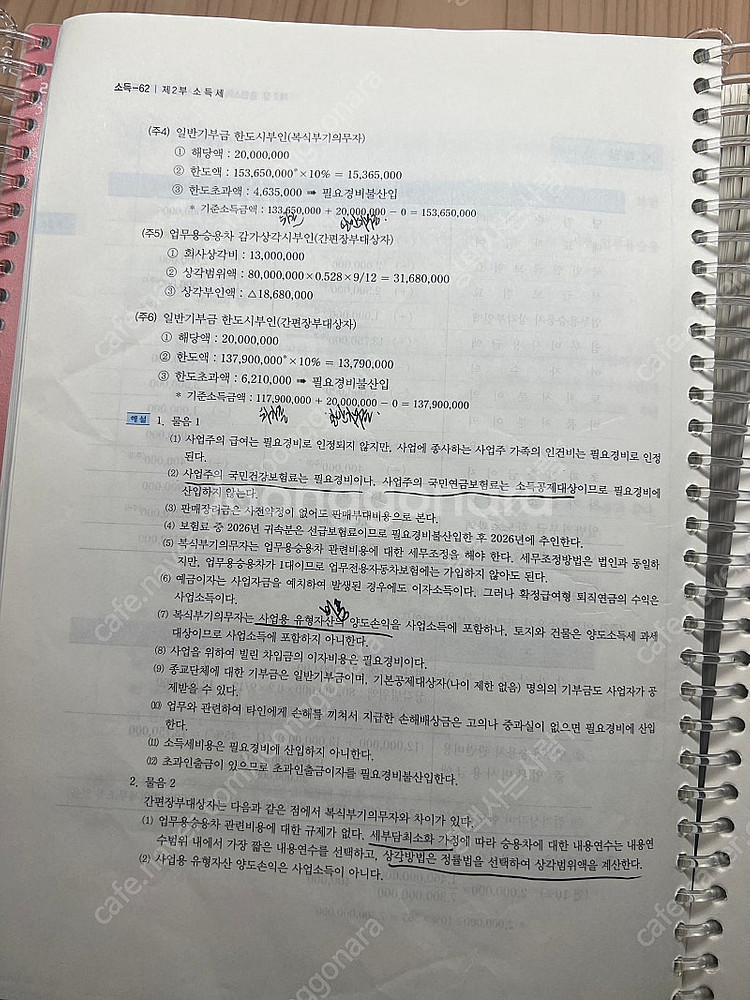 소득-62 | 제2부 소득세
(주4) 일반기부금 한도시부인(복식부기의무자)
① 해당액 : 20,000,000
② 한도액 : 153,650,000*×10% = 15,365,000
③ 한도초과액 : 4,635,000 ➡ 필요경비불산입
* 기준소득금액 : 133,650,000 + 20,000,000 − 0 = 153,650,000
(주5) 업무용승용차 감가상각시부인(간편장부대상자)
① 회사상각비 : 13,000,000
② 상각범위액 : 80,000,000×0.528×9/12 = 31,680,000
③ 상각부인액 : △18,680,000
(주6) 일반기부금 한도시부인(간편장부대상자)
① 해당액 : 20,000,000
② 한도액 : 137,900,000*×10% = 13,790,000
③ 한도초과액 : 6,210,000 ➡ 필요경비불산입
* 기준소득금액 : 117,900,000 + 20,000,000 − 0 = 137,900,000
해설 1. 물음 1
(1) 사업주의 급여는 필요경비로 인정되지 않지만, 사업에 종사하는 사업주 가족의 인건비는 필요경비로 인정
된다.
(2) 사업주의 국민건강보험료는 필요경비이나, 사업주의 국민연금보험료는 소득공제대상이므로 필요경비에
산입하지 않는다.
(3) 판매장려금은 사전약정이 없어도 판매부대비용으로 본다.
(4) 보험료 중 2026년 귀속분은 선급보험료이므로 필요경비불산입한 후 2026년에 추인한다.
(5) 복식부기의무자는 업무용승용차 관련비용에 대한 세무조정을 해야 한다. 세무조정방법은 법인과 동일하
지만, 업무용승용차가 1대이므로 업무전용자동차보험에는 가입하지 않아도 된다.
(6) 예금이자는 사업자금을 예치하여 발생된 경우에도 이자소득이다. 그러나 확정급여형 퇴직연금의 수익은
사업소득이다.
(7) 복식부기의무자는 사업용 유형자산의 양도손익을 사업소득에 포함하나, 토지와 건물은 양도소득세 과세
대상이므로 사업소득에 포함하지 아니한다.
(8) 사업을 위하여 빌린 차입금의 이자비용은 필요경비이다.
(9) 종교단체에 대한 기부금은 일반기부금이며, 기본공제대상자(나이 제한 없음) 명의의 기부금도 사업자가 공
제받을 수 있다.
(10) 업무와 관련하여 타인에게 손해를 끼쳐서 지급한 손해배상금은 고의나 중과실이 없으면 필요경비에 산입
한다.
(11) 소득세비용은 필요경비에 산입하지 아니한다.
(12) 초과인출금이 있으므로 초과인출금이자를 필요경비불산입한다.
2. 물음 2
간편장부대상자는 다음과 같은 점에서 복식부기의무자와 차이가 있다.
(1) 업무용승용차 관련비용에 대한 규제가 없다. 세부담최소화 가정에 따라 승용차에 대한 내용연수는 내용연
수범위 내에서 가장 짧은 내용연수를 선택하고, 상각방법은 정률법을 선택하여 상각범위액을 계산한다.
(2) 사업용 유형자산 양도손익은 사업소득이 아니다.